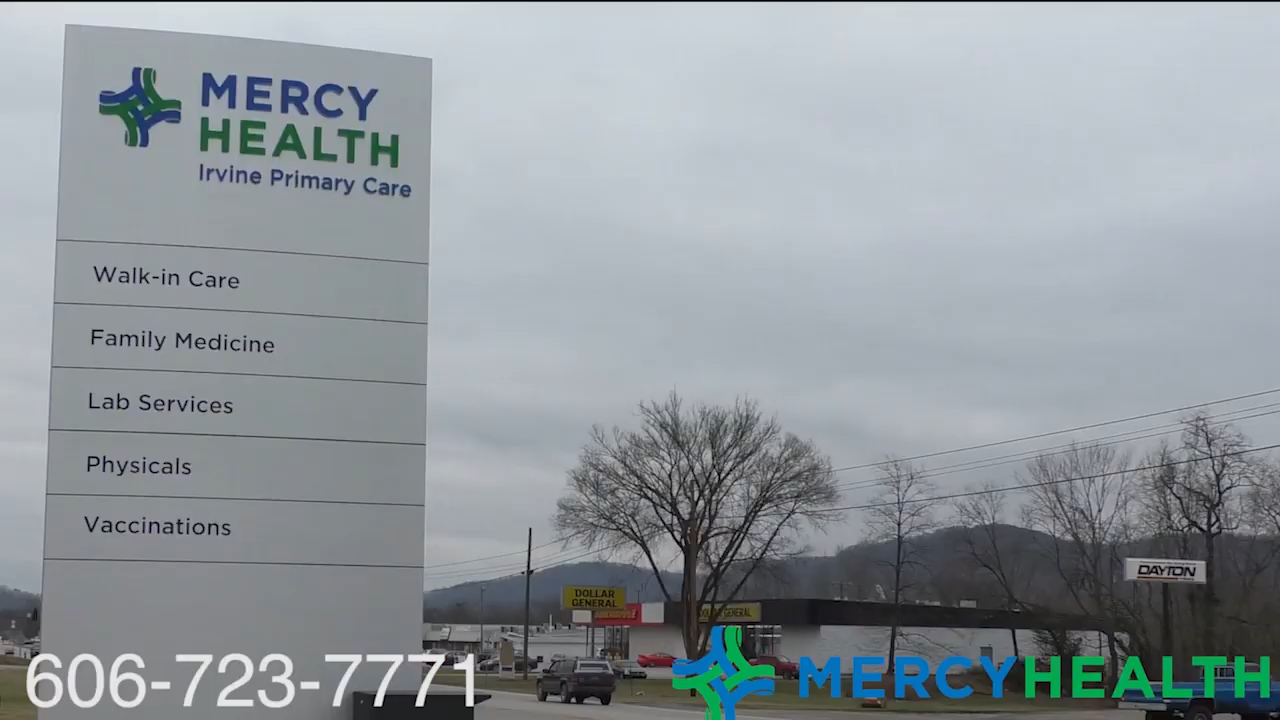 MERCY
HEALTH
Irvine Primary Care
Walk-in Care
Family Medicine
Lab Services
Physicals
Vaccinations
DOLLAR
GENERAL
DOLLAR GENERAL
DAYTON
606-723-7771
MERCYHEALTH